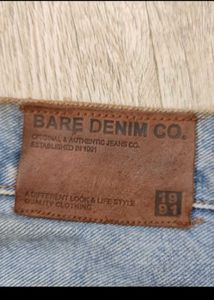 BARE DENIM CO.
ORIGINAL & AUTHENTIC JEANS CO.
ESTABLISHED IN 1991
A DIFFERENT LOOK & LIFE STYLE
QUALITY CLOTHING
19
91